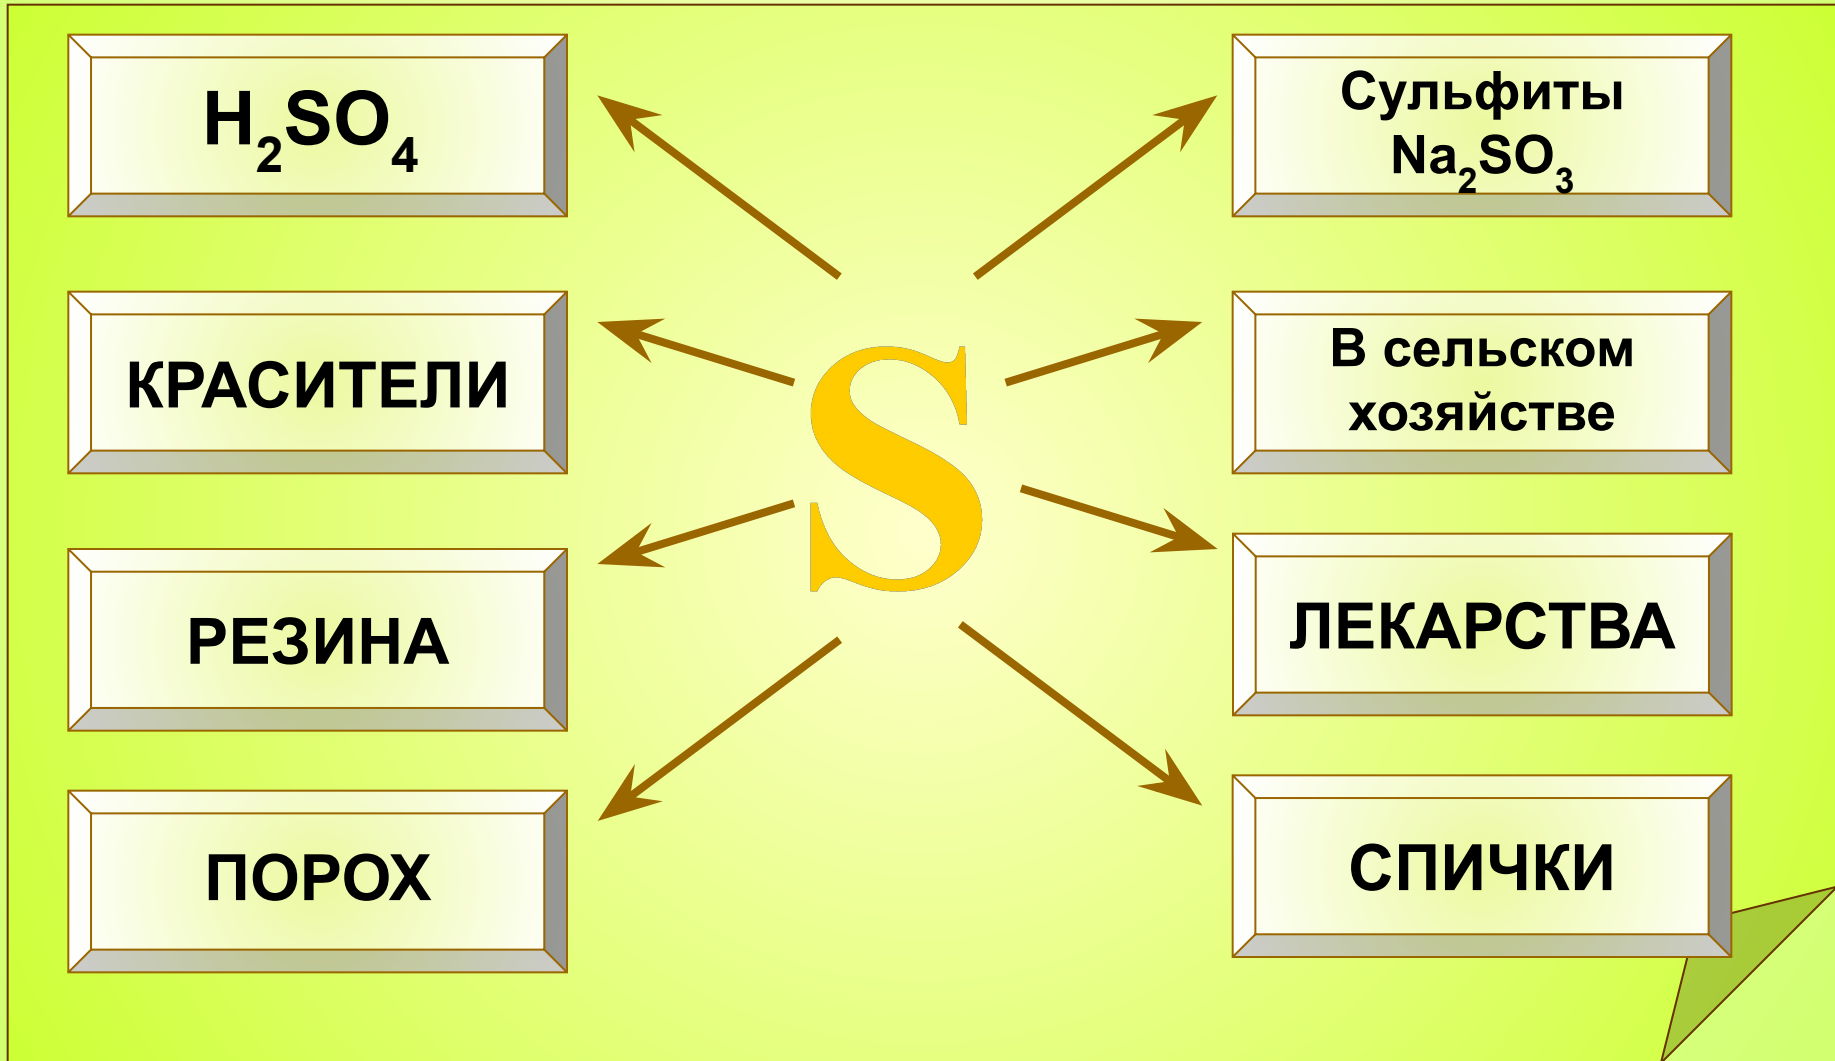 H₂SO₄
КРАСИТЕЛИ
РЕЗИНА
ПОРОХ
S
Сульфиты
Na₂SO₃
В сельском
хозяйстве
ЛЕКАРСТВА
СПИЧКИ